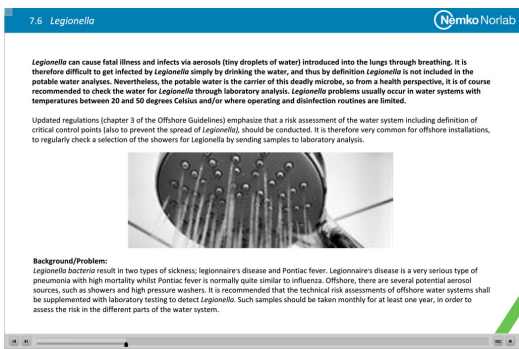 7.6 Legionella
Nemko Norlab
Legionella can cause fatal illness and infects via aerosols (tiny droplets of water) introduced into the lungs through breathing. It is
therefore difficult to get infected by Legionella simply by drinking the water, and thus by definition Legionella is not included in the
potable water analyses. Nevertheless, the potable water is the carrier of this deadly microbe, so from a health perspective, it is of course
recommended to check the water for Legionella through laboratory analysis. Legionella problems usually occur in water systems with
temperatures between 20 and 50 degrees Celsius and/or where operating and disinfection routines are limited.
Updated regulations (chapter 3 of the Offshore Guidelines) emphasize that a risk assessment of the water system including definition of
critical control points (also to prevent the spread of Legionella), should be conducted. It is therefore very common for offshore installations,
to regularly check a selection of the showers for Legionella by sending samples to laboratory analysis.
Background/Problem:
Legionella bacteria result in two types of sickness; legionnaire's disease and Pontiac fever. Legionnaire's disease is a very serious type of
pneumonia with high mortality whilst Pontiac fever is normally quite similar to influenza. Offshore, there are several potential aerosol
sources, such as showers and high pressure washers. It is recommended that the technical risk assessments of offshore water systems shall
be supplemented with laboratory testing to detect Legionella. Such samples should be taken monthly for at least one year, in order to
assess the risk in the different parts of the water system.